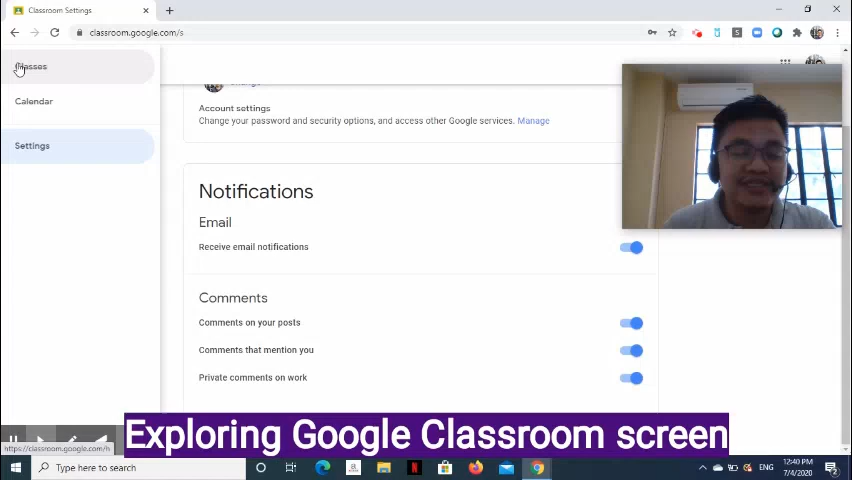 Classroom Settings
classroom.google.com/s
Classes
Calendar
Settings
Account settings
Change your password and security options, and access other Google services. Manage
Notifications
Email
Receive email notifications
Comments
Comments on your posts
Comments that mention you
Private comments on work
Exploring Google Classroom screen
https://classroom.google.com/h
Type here to search
ENG
12:40 PM
7/4/2020